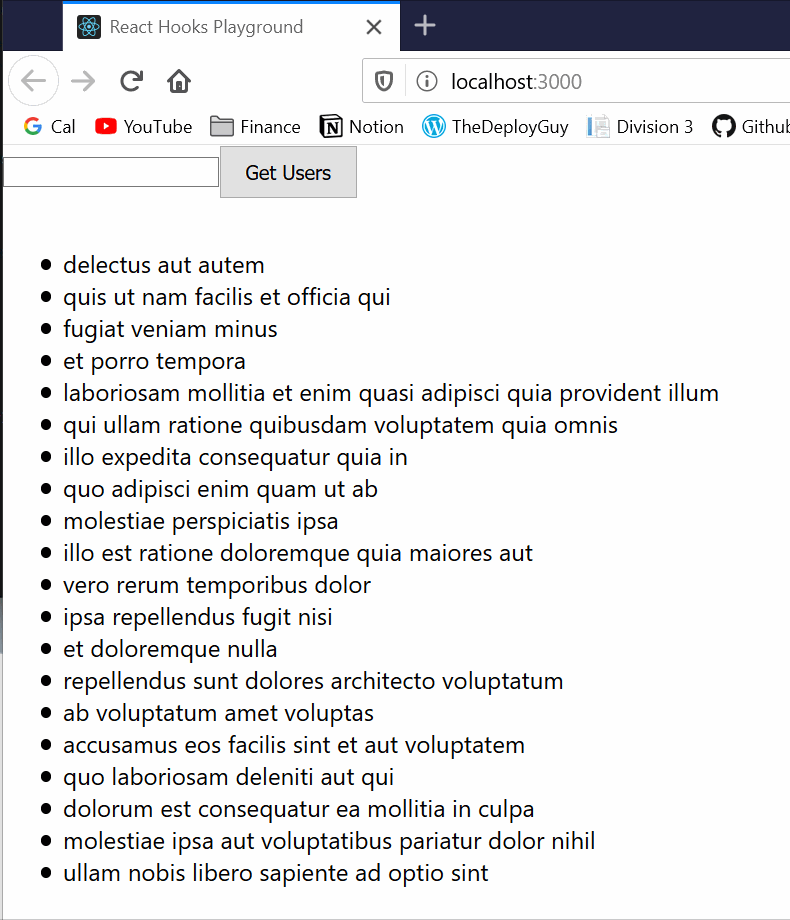 React Hooks Playground
localhost:3000
Cal YouTube Finance Notion TheDeployGuy Division 3 Github
Get Users
delectus aut autem
quis ut nam facilis et officia qui
fugiat veniam minus
et porro tempora
laboriosam mollitia et enim quasi adipisci quia provident illum
qui ullam ratione quibusdam voluptatem quia omnis
illo expedita consequatur quia in
quo adipisci enim quam ut ab
molestiae perspiciatis ipsa
illo est ratione doloremque quia maiores aut
vero rerum temporibus dolor
ipsa repellendus fugit nisi
et doloremque nulla
repellendus sunt dolores architecto voluptatum
ab voluptatum amet voluptas
accusamus eos facilis sint et aut voluptatem
quo laboriosam deleniti aut qui
dolorum est consequatur ea mollitia in culpa
molestiae ipsa aut voluptatibus pariatur dolor nihil
ullam nobis libero sapiente ad optio sint